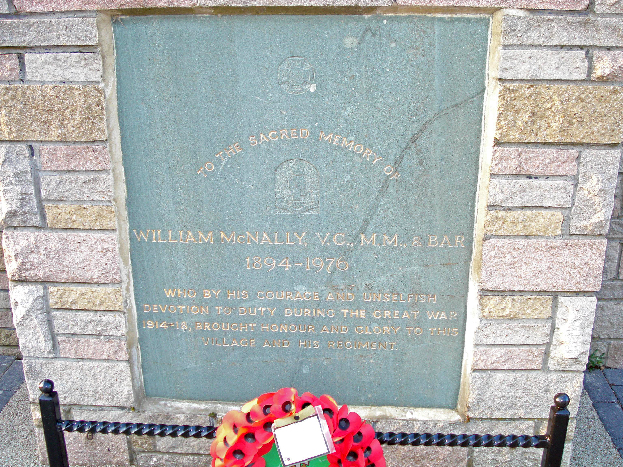 TO THE SACRED MEMORY OF
WILLIAM McNALLY, V.C., M.M., & BAR
1894-1976
WHO BY HIS COURAGE AND UNSELFISH
DEVOTION TO DUTY DURING THE GREAT WAR
1914-18, BROUGHT HONOUR AND GLORY TO THIS
VILLAGE AND HIS REGIMENT.